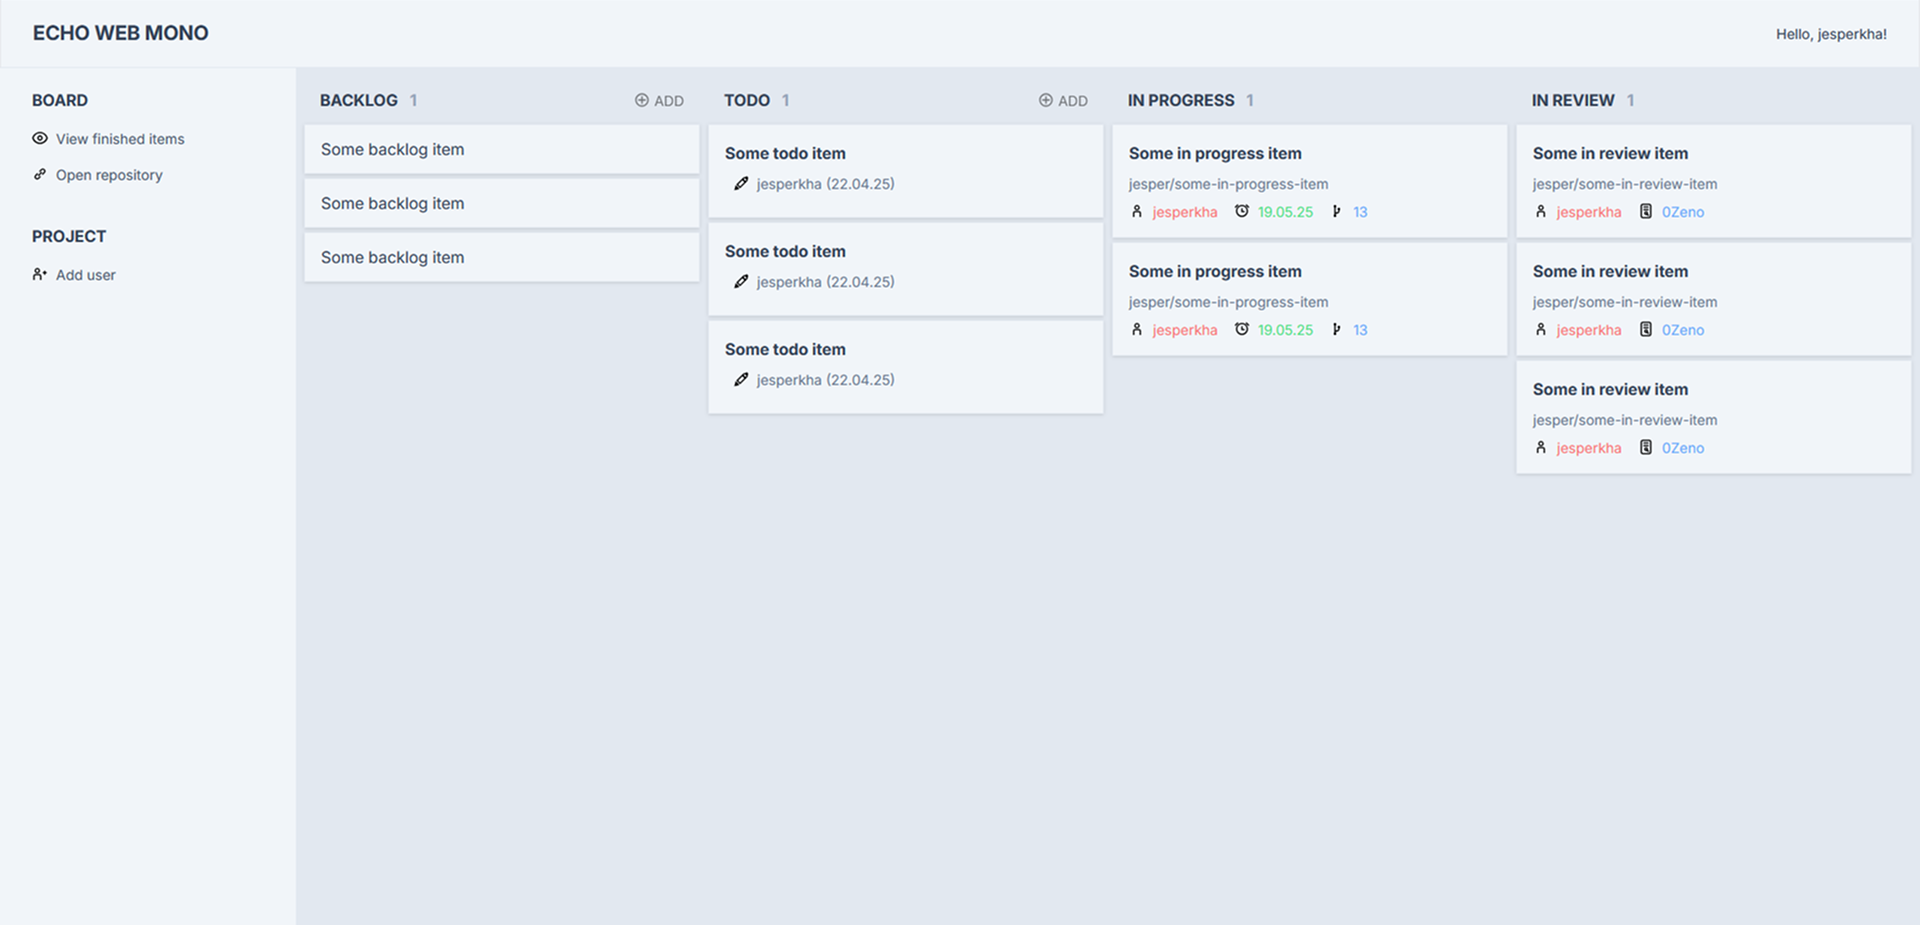 ECHO WEB MONO
Hello, jesperkha!
BOARD
View finished items
Open repository
PROJECT
Add user
BACKLOG 1
ADD
Some backlog item
Some backlog item
Some backlog item
TODO 1
ADD
Some todo item
jesperkha (22.04.25)
Some todo item
jesperkha (22.04.25)
Some todo item
jesperkha (22.04.25)
IN PROGRESS 1
Some in progress item
jesper/some-in-progress-item
jesperkha 19.05.25 13
Some in progress item
jesper/some-in-progress-item
jesperkha 19.05.25 13
IN REVIEW 1
Some in review item
jesper/some-in-review-item
jesperkha 0Zeno
Some in review item
jesper/some-in-review-item
jesperkha 0Zeno
Some in review item
jesper/some-in-review-item
jesperkha 0Zeno